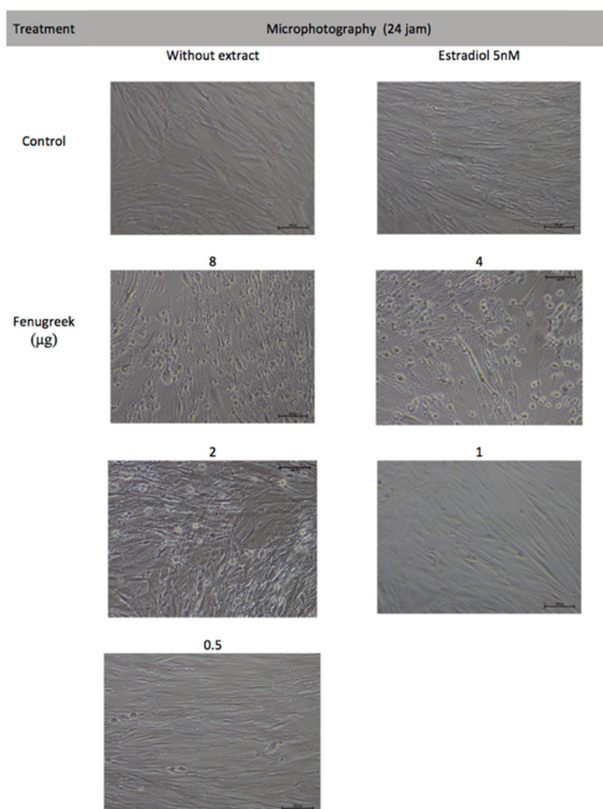 Treatment Microphotography (24 jam)
Without extract Estradiol 5nM
Control
8 4
Fenugreek
(μg)
2 1
0.5